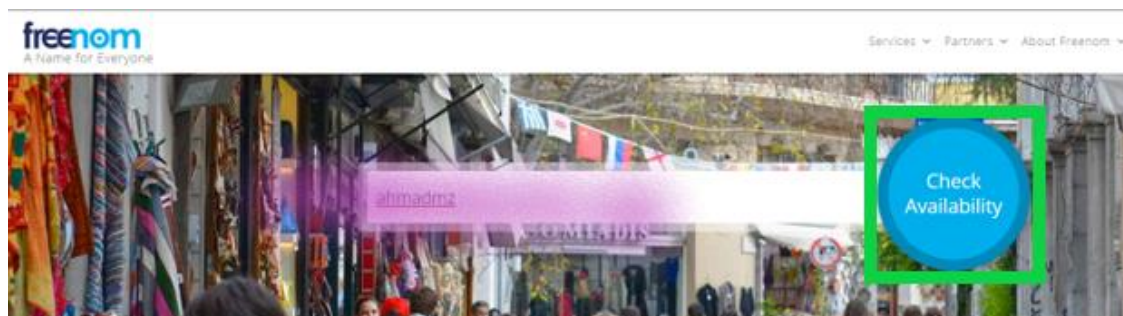 freenom
A Name for Everyone
Services Partners About Freenom
ahmadmz
Check
Availability